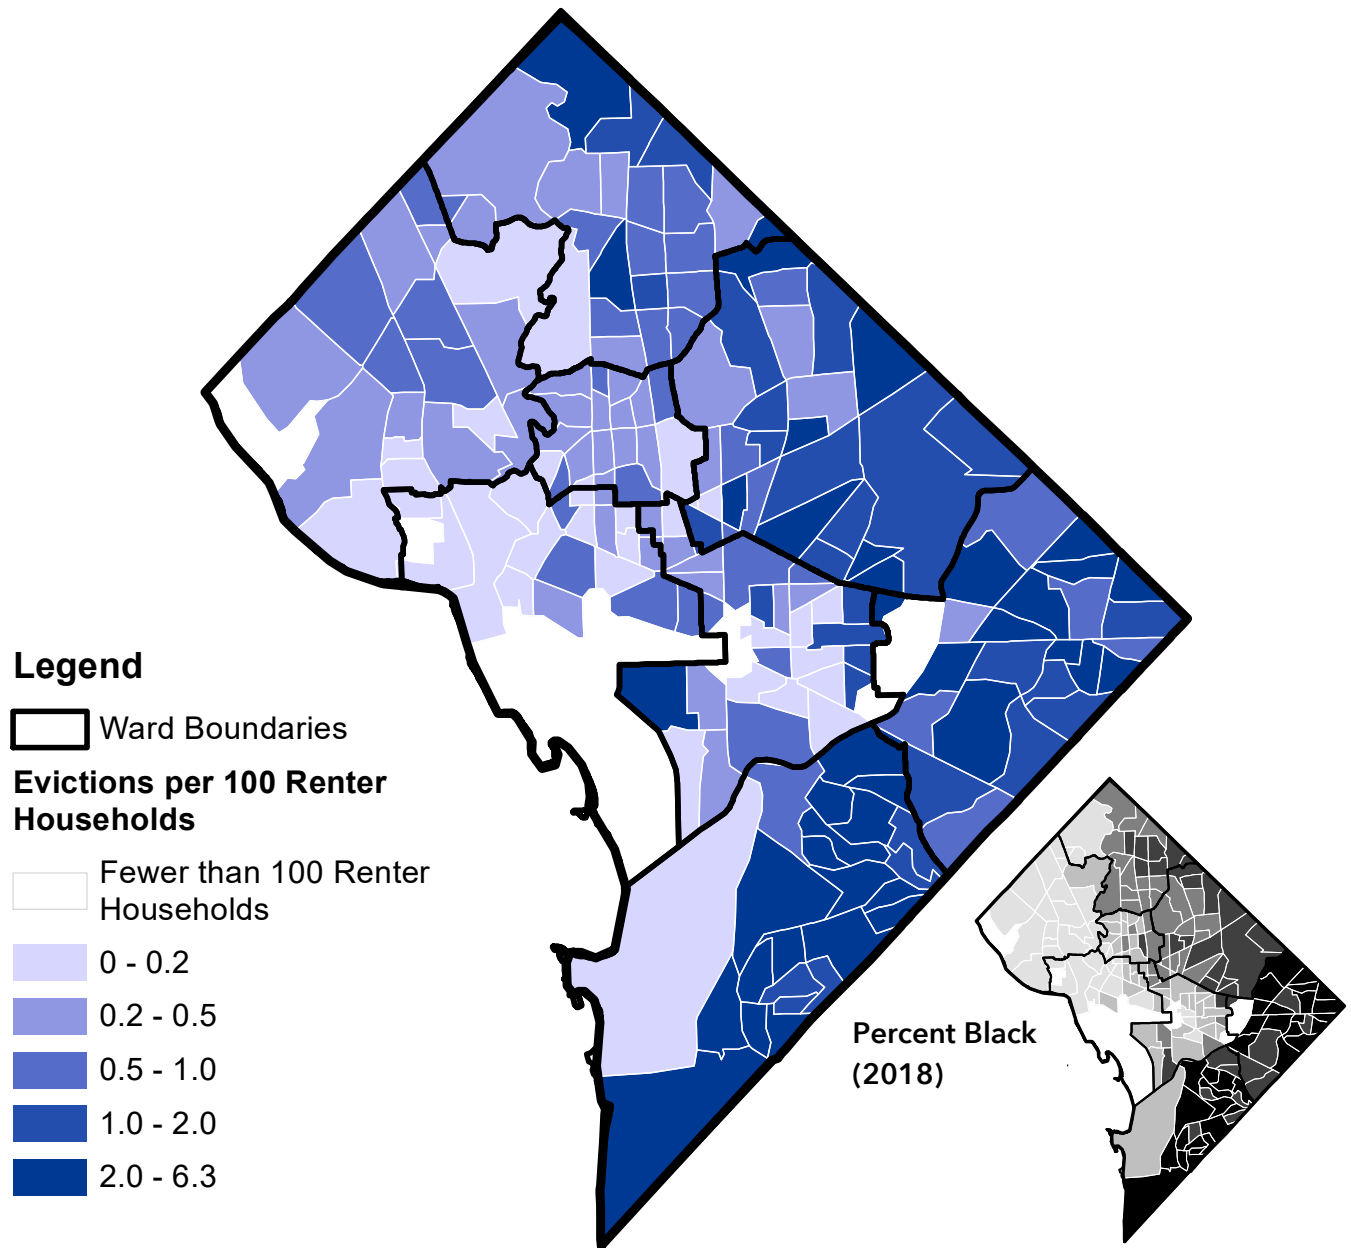 Legend
Ward Boundaries
Evictions per 100 Renter
Households
Fewer than 100 Renter
Households
0 - 0.2
0.2 - 0.5
0.5 - 1.0
1.0 - 2.0
2.0 - 6.3
Percent Black
(2018)